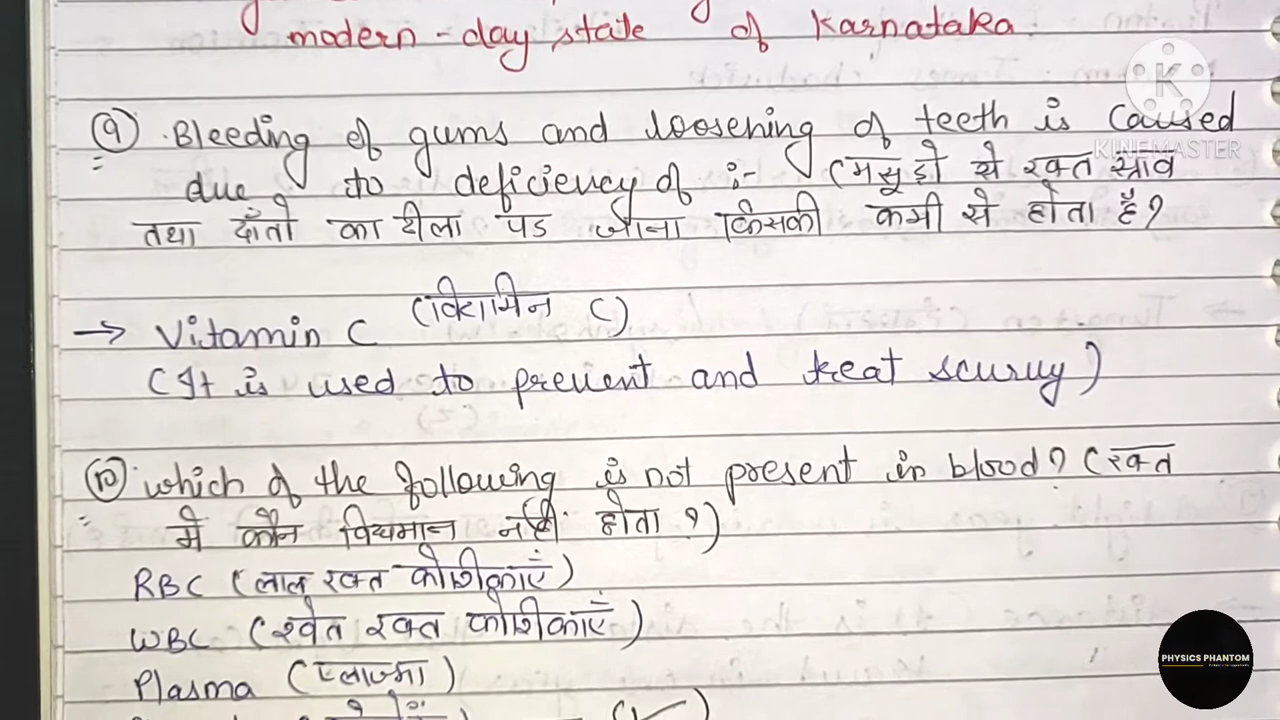 modern-day state of Karnataka
⑨ Bleeding of gums and loosening of teeth is caused
due to deficiency of :- (मसूड़ो से रक्त स्त्राव
तथा दाँतो का ढीला पड जाना किसकी कमी से होता है?
(विटामिन C)
→ Vitamin C
(It is used to prevent and treat scurvy)
⑩ which of the following is not present in blood? (रक्त
में कौन विद्यमान नही होता ?)
RBC (लाल रक्त कोशीकाएं)
WBC (श्वेत रक्त कोशीकाएं)
Plasma (प्लाज्मा)
K
KINEMASTER
PHYSICS PHANTOM